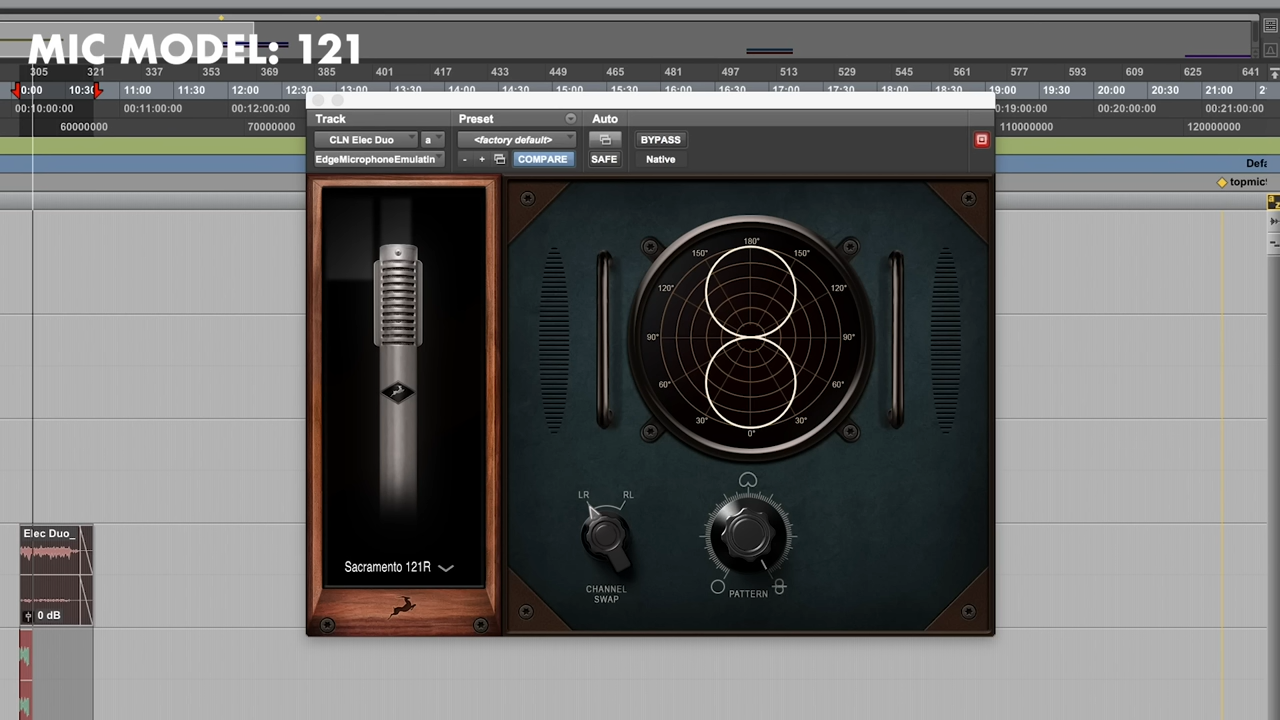 MIC MODEL: 121
305 321 337 353 369 385 401 417 433 449 465 481 497 513 529 545 561 577 593 609 625 641
0:00 10:30 11:00 11:30 12:00 12:30 13:00 13:30 14:00 14:30 15:00 15:30 16:00 16:30 17:00 17:30 18:00 18:30 19:00 19:30 20:00 20:30 21:00
00:10:00:00 00:11:00:00 00:12:00:00 0:19:00:00 00:20:00:00 00:21:00:00
60000000 70000000 110000000 120000000
Track Preset Auto
CLN Elec Duo a <factory default> BYPASS
EdgeMicrophoneEmulatin - + COMPARE SAFE Native
Defa
topmic
a
z
180°
150° 150°
120° 120°
90° 90°
60° 60°
30° 30°
0°
LR RL
CHANNEL
SWAP
PATTERN
Sacramento 121R
Elec Duo_
0 dB